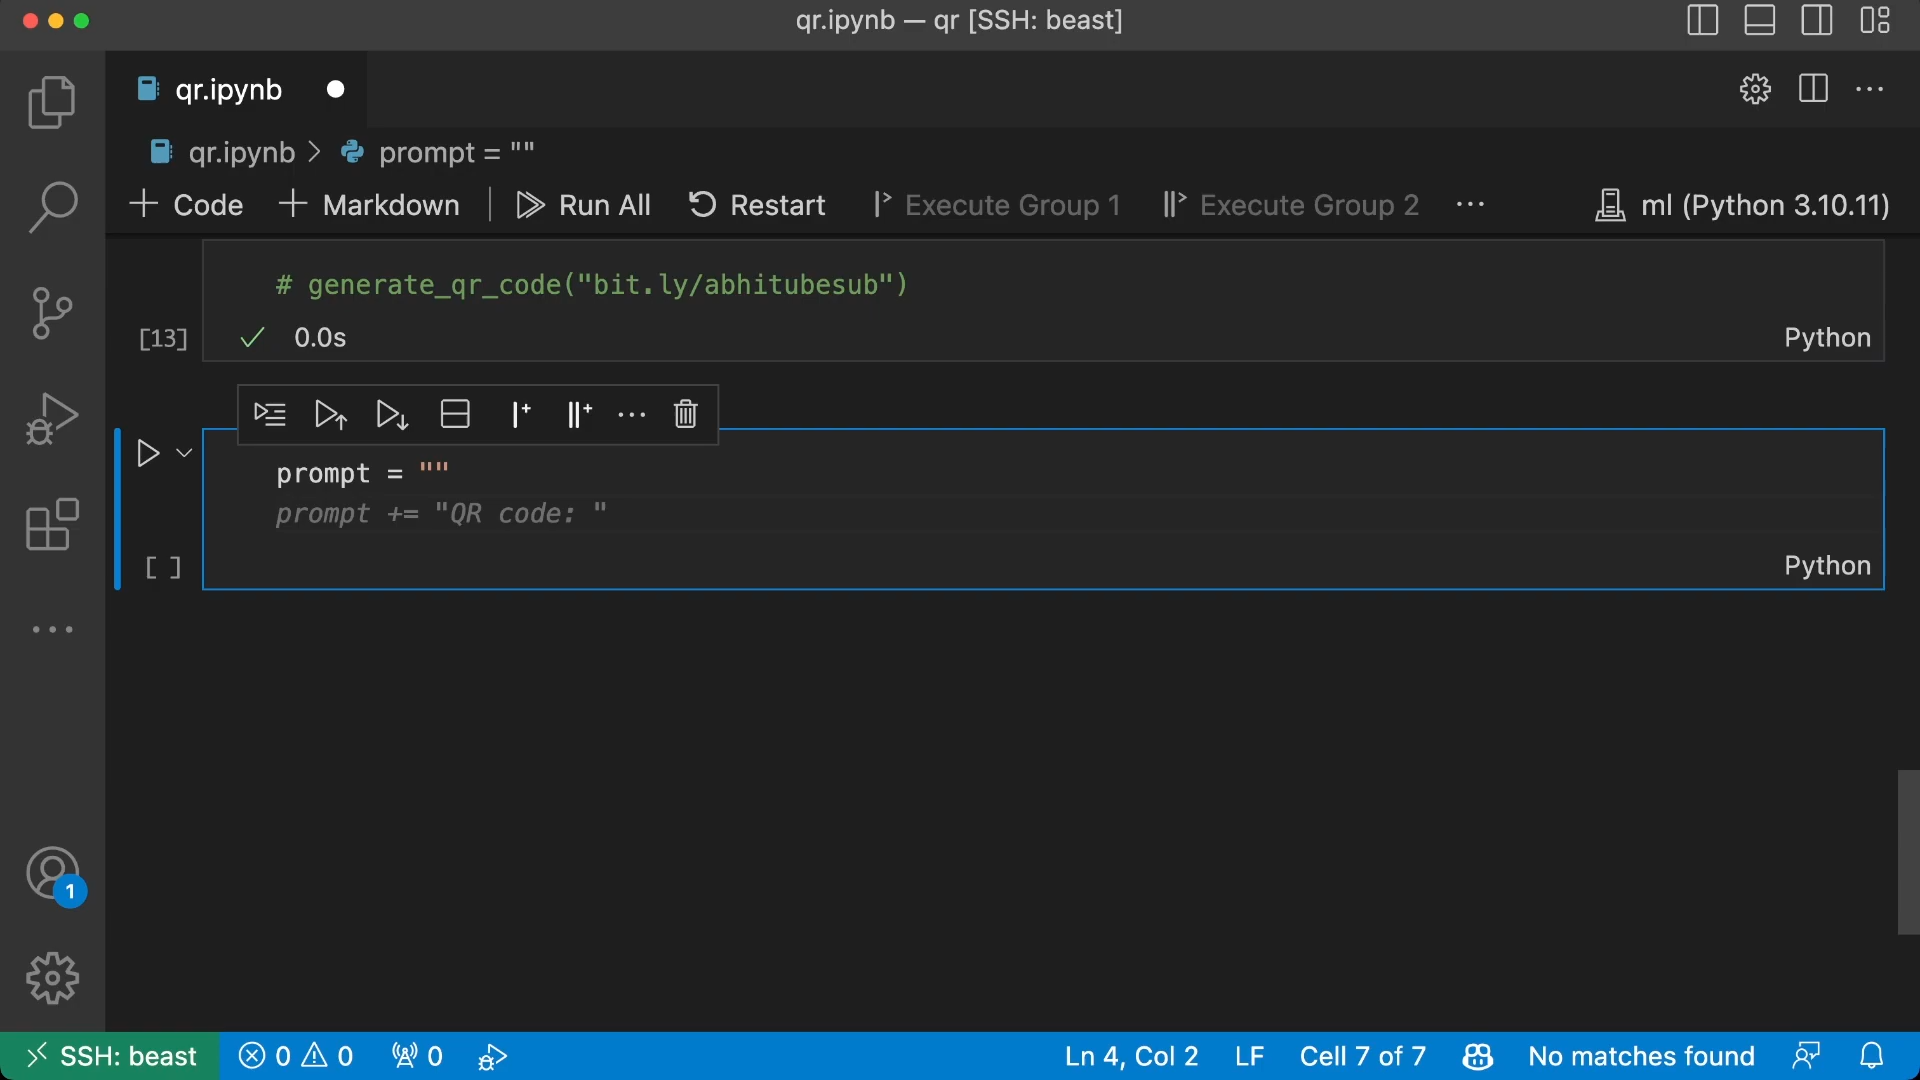 qr.ipynb — qr [SSH: beast]
qr.ipynb
qr.ipynb > prompt = ""
+ Code + Markdown Run All Restart Execute Group 1 Execute Group 2 ... ml (Python 3.10.11)
# generate_qr_code("bit.ly/abhitubesub")
[13] ✓ 0.0s Python
prompt = ""
prompt += "QR code: "
[ ] Python
1
SSH: beast 0 0 0 Ln 4, Col 2 LF Cell 7 of 7 No matches found